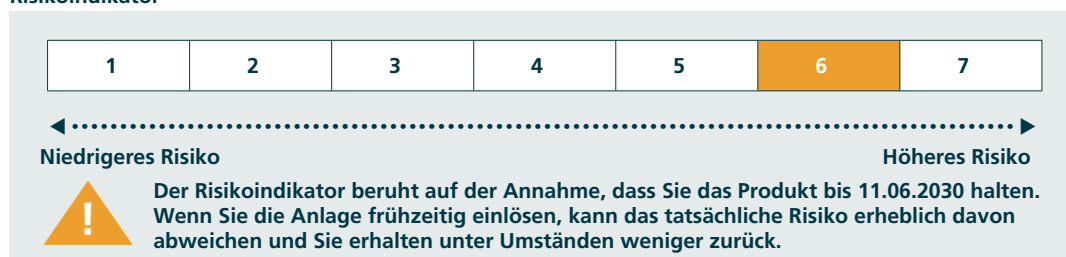 Risikoindikator
1 2 3 4 5 6 7
Niedrigeres Risiko Höheres Risiko
Der Risikoindikator beruht auf der Annahme, dass Sie das Produkt bis 11.06.2030 halten.
Wenn Sie die Anlage frühzeitig einlösen, kann das tatsächliche Risiko erheblich davon
abweichen und Sie erhalten unter Umständen weniger zurück.